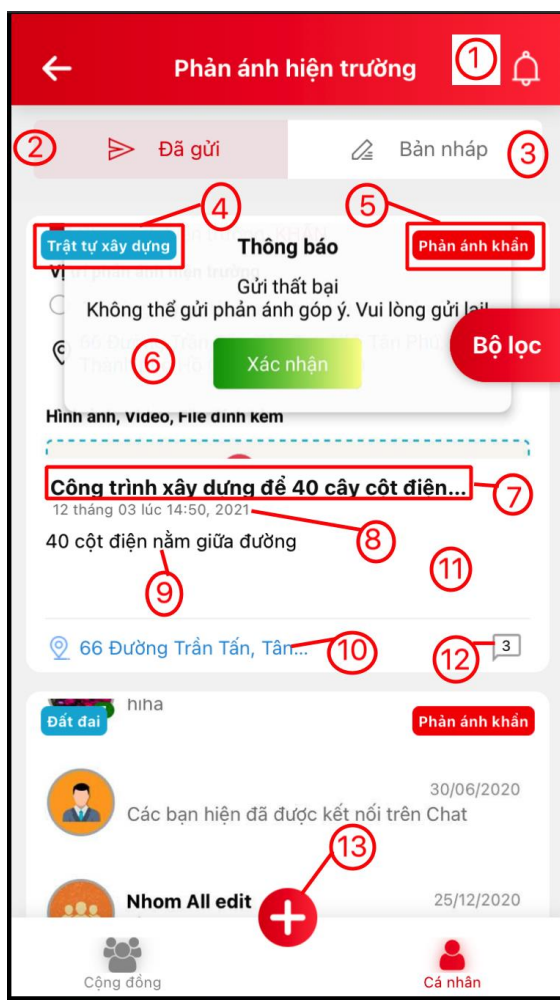 Phản ánh hiện trường
1
2
Đã gửi
Bản nháp
3
4
5
Trật tự xây dựng
Thông báo
Phản ánh khẩn
Gửi thất bại
Không thể gửi phản ánh góp ý. Vui lòng gửi lại!
Bộ lọc
6
Xác nhận
Hình ảnh, Video, File đính kèm
Công trình xây dựng để 40 cây cột điện...
7
12 tháng 03 lúc 14:50, 2021
8
40 cột điện nằm giữa đường
9
11
66 Đường Trần Tấn, Tân...
10
12
3
hiha
Đất đai
Phản ánh khẩn
30/06/2020
Các bạn hiện đã được kết nối trên Chat
13
Nhom All edit
25/12/2020
Cộng đồng
Cá nhân